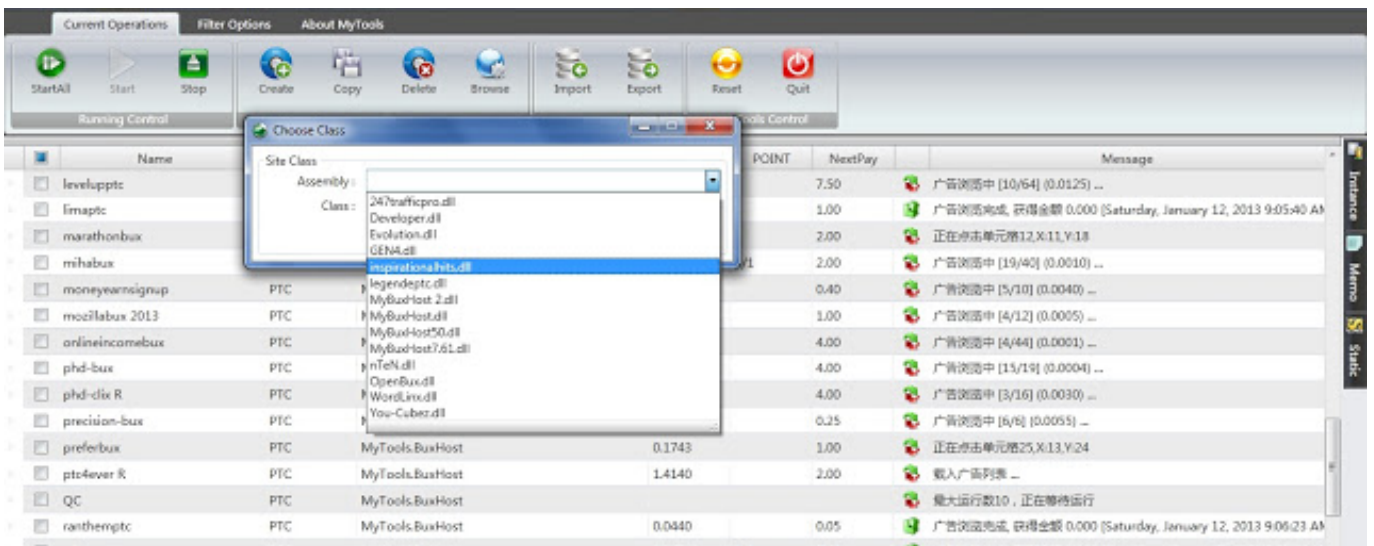 Current Operations Filter Options About MyTools
StartAll Start Stop Create Copy Delete Browse Import Export Reset Quit
Running Control ools Control
Choose Class
Site Class
Assembly :
Class :
247trafficpro.dll
Developer.dll
Evolution.dll
GEN4.dll
inspirationalhits.dll
legendeptc.dll
MyBuxHost 2.dll
MyBuxHost.dll
MyBuxHost50.dll
MyBuxHost7.61.dll
nTeN.dll
OpenBux.dll
WordLinx.dll
You-Cubez.dll
Name POINT NextPay Message
levelupptc 7.50 广告浏览中 [10/64] (0.0125) ...
limaptc 1.00 广告浏览完成, 获得金额 0.000 [Saturday, January 12, 2013 9:05:40 AM
marathonbux 2.00 正在点击单元格12,X:11,Y:18
mihabux 2.00 广告浏览中 [19/40] (0.0010) ...
moneyearnsignup PTC 0.40 广告浏览中 [5/10] (0.0040) ...
mozillabux 2013 PTC 1.00 广告浏览中 [4/12] (0.0005) ...
onlineincomebux PTC 4.00 广告浏览中 [4/44] (0.0001) ...
phd-bux PTC 4.00 广告浏览中 [15/19] (0.0004) ...
phd-clix R PTC 4.00 广告浏览中 [3/16] (0.0030) ...
precision-bux PTC 0.25 广告浏览中 [6/6] (0.0055) ...
preferbux PTC MyTools.BuxHost 0.1743 1.00 正在点击单元格25,X:13,Y:24
ptc4ever R PTC MyTools.BuxHost 1.4140 2.00 载入广告列表 ...
QC PTC MyTools.BuxHost 最大运行数10，正在等待运行
ranthemptc PTC MyTools.BuxHost 0.0440 0.05 广告浏览完成, 获得金额 0.000 [Saturday, January 12, 2013 9:06:23 AM
Instance
Memo
Static